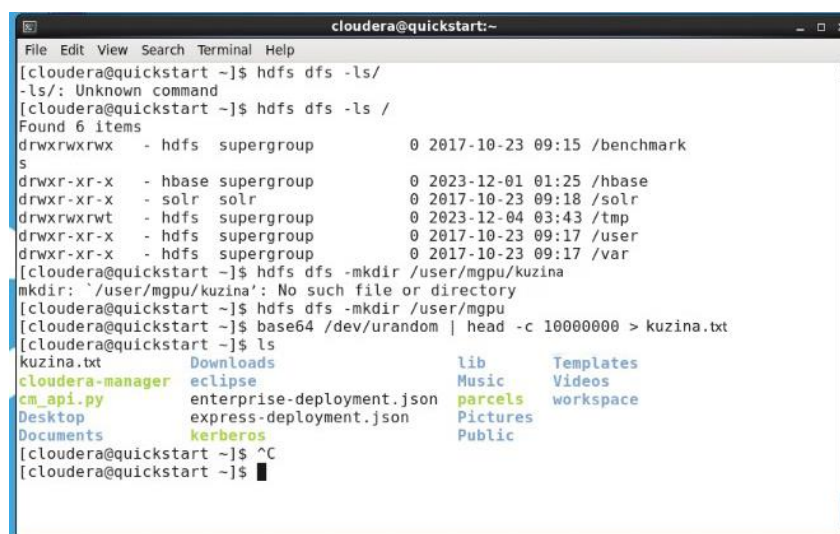 cloudera@quickstart:~
File Edit View Search Terminal Help
[cloudera@quickstart ~]$ hdfs dfs -ls/
-ls/: Unknown command
[cloudera@quickstart ~]$ hdfs dfs -ls /
Found 6 items
drwxrwxrwx   - hdfs  supergroup          0 2017-10-23 09:15 /benchmark
s
drwxr-xr-x   - hbase supergroup          0 2023-12-01 01:25 /hbase
drwxr-xr-x   - solr  solr                0 2017-10-23 09:18 /solr
drwxrwxrwt   - hdfs  supergroup          0 2023-12-04 03:43 /tmp
drwxr-xr-x   - hdfs  supergroup          0 2017-10-23 09:17 /user
drwxr-xr-x   - hdfs  supergroup          0 2017-10-23 09:17 /var
[cloudera@quickstart ~]$ hdfs dfs -mkdir /user/mgpu/kuzina
mkdir: `/user/mgpu/kuzina': No such file or directory
[cloudera@quickstart ~]$ hdfs dfs -mkdir /user/mgpu
[cloudera@quickstart ~]$ base64 /dev/urandom | head -c 10000000 > kuzina.txt
[cloudera@quickstart ~]$ ls
kuzina.txt        Downloads                   lib       Templates
cloudera-manager  eclipse                     Music     Videos
cm_api.py         enterprise-deployment.json  parcels   workspace
Desktop           express-deployment.json     Pictures
Documents         kerberos                    Public
[cloudera@quickstart ~]$ ^C
[cloudera@quickstart ~]$